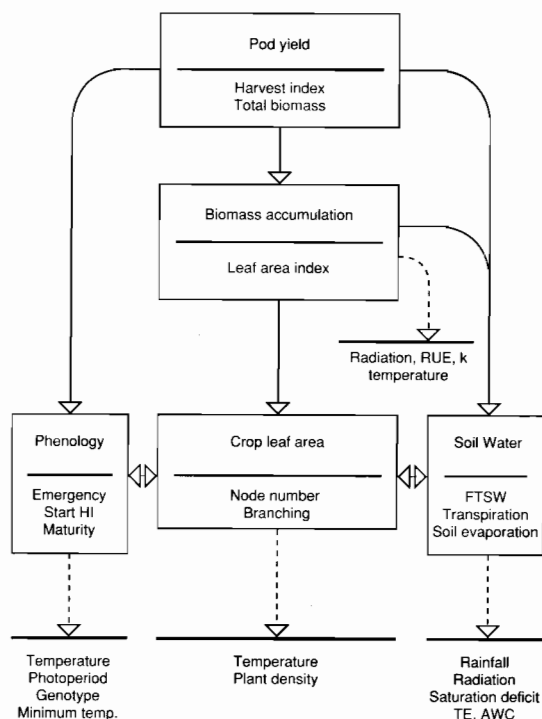 Pod yield
Harvest index
Total biomass
Biomass accumulation
Leaf area index
Radiation, RUE, k
temperature
Phenology
Emergency
Start HI
Maturity
Crop leaf area
Node number
Branching
Soil Water
FTSW
Transpiration
Soil evaporation
Temperature
Photoperiod
Genotype
Minimum temp.
Temperature
Plant density
Rainfall
Radiation
Saturation deficit
TE, AWC